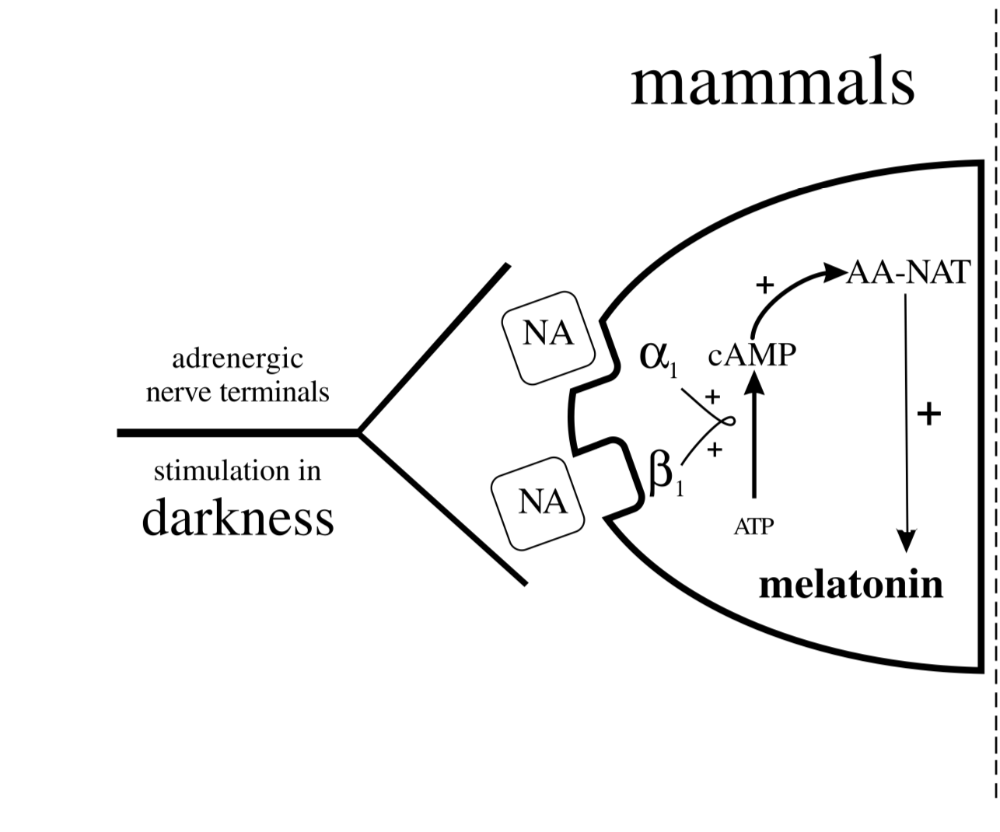 mammals
adrenergic
nerve terminals
stimulation in
darkness
NA
NA
α1
β1
+
+
cAMP
ATP
+
AA-NAT
+
melatonin